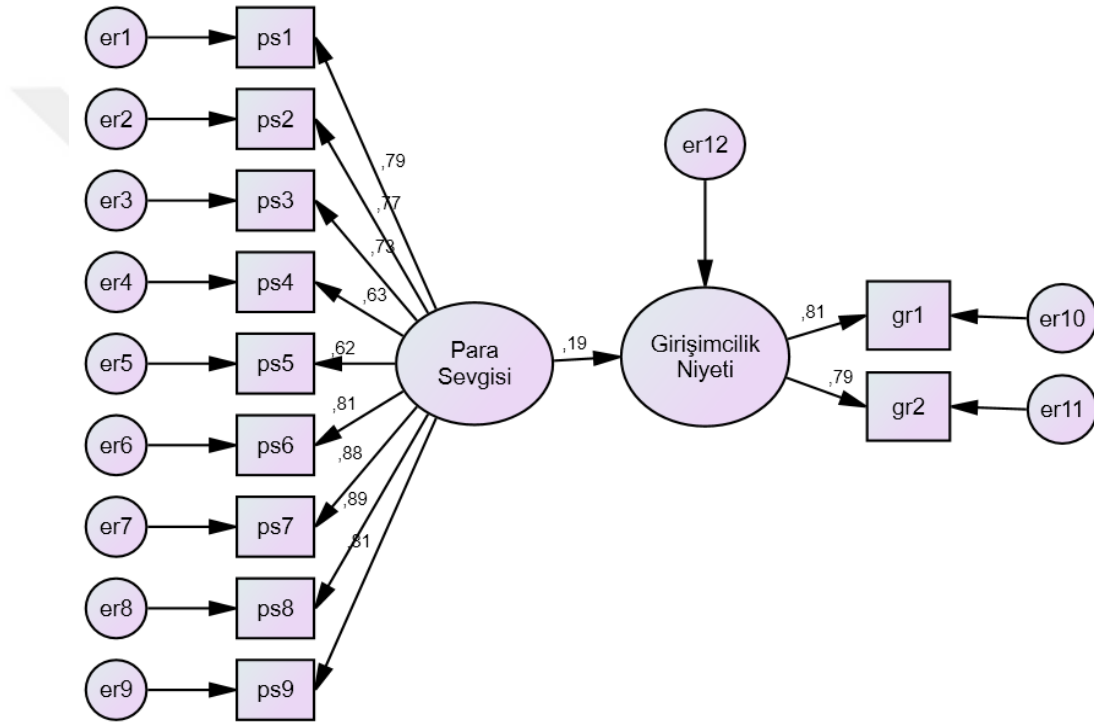 er1
ps1
er2
ps2
er3
ps3
er4
ps4
er5
ps5
er6
ps6
er7
ps7
er8
ps8
er9
ps9
,79
,77
,73
,63
,62
,81
,88
,89
,81
Para
Sevgisi
,19
er12
Girişimcilik
Niyeti
,81
,79
gr1
gr2
er10
er11